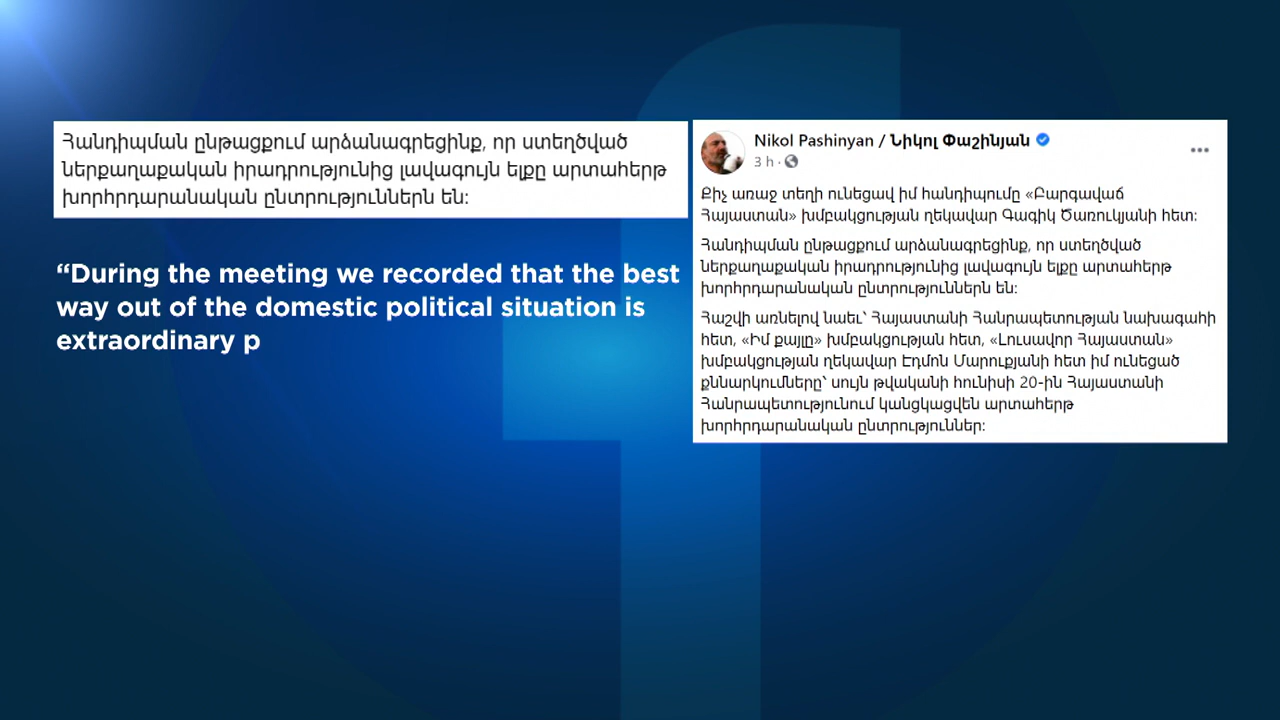 Հանդիպման ընթացքում արձանագրեցինք, որ ստեղծված
ներքաղաքական իրադրությունից լավագույն ելքը արտահերթ
խորհրդարանական ընտրություններն են:
“During the meeting we recorded that the best
way out of the domestic political situation is
extraordinary p
Nikol Pashinyan / Նիկոլ Փաշինյան
3 h ·
Քիչ առաջ տեղի ունեցավ իմ հանդիպումը «Բարգավաճ
Հայաստան» խմբակցության ղեկավար Գագիկ Ծառուկյանի հետ:
Հանդիպման ընթացքում արձանագրեցինք, որ ստեղծված
ներքաղաքական իրադրությունից լավագույն ելքը արտահերթ
խորհրդարանական ընտրություններն են:
Հաշվի առնելով նաեւ՝ Հայաստանի Հանրապետության նախագահի
հետ, «Իմ քայլը» խմբակցության հետ, «Լուսավոր Հայաստան»
խմբակցության ղեկավար Էդմոն Մարուքյանի հետ իմ ունեցած
քննարկումները՝ սույն թվականի հունիսի 20-ին Հայաստանի
Հանրապետությունում կանցկացվեն արտահերթ
խորհրդարանական ընտրություններ: